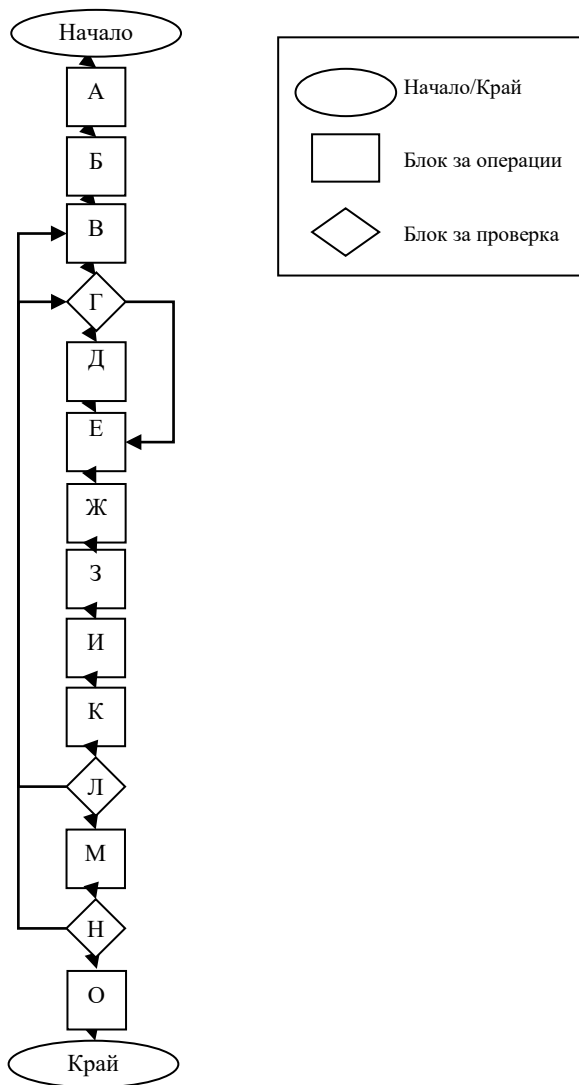 Начало
А
Б
В
Г
Д
Е
Ж
З
И
К
Л
М
Н
О
Край
Начало/Край
Блок за операции
Блок за проверка